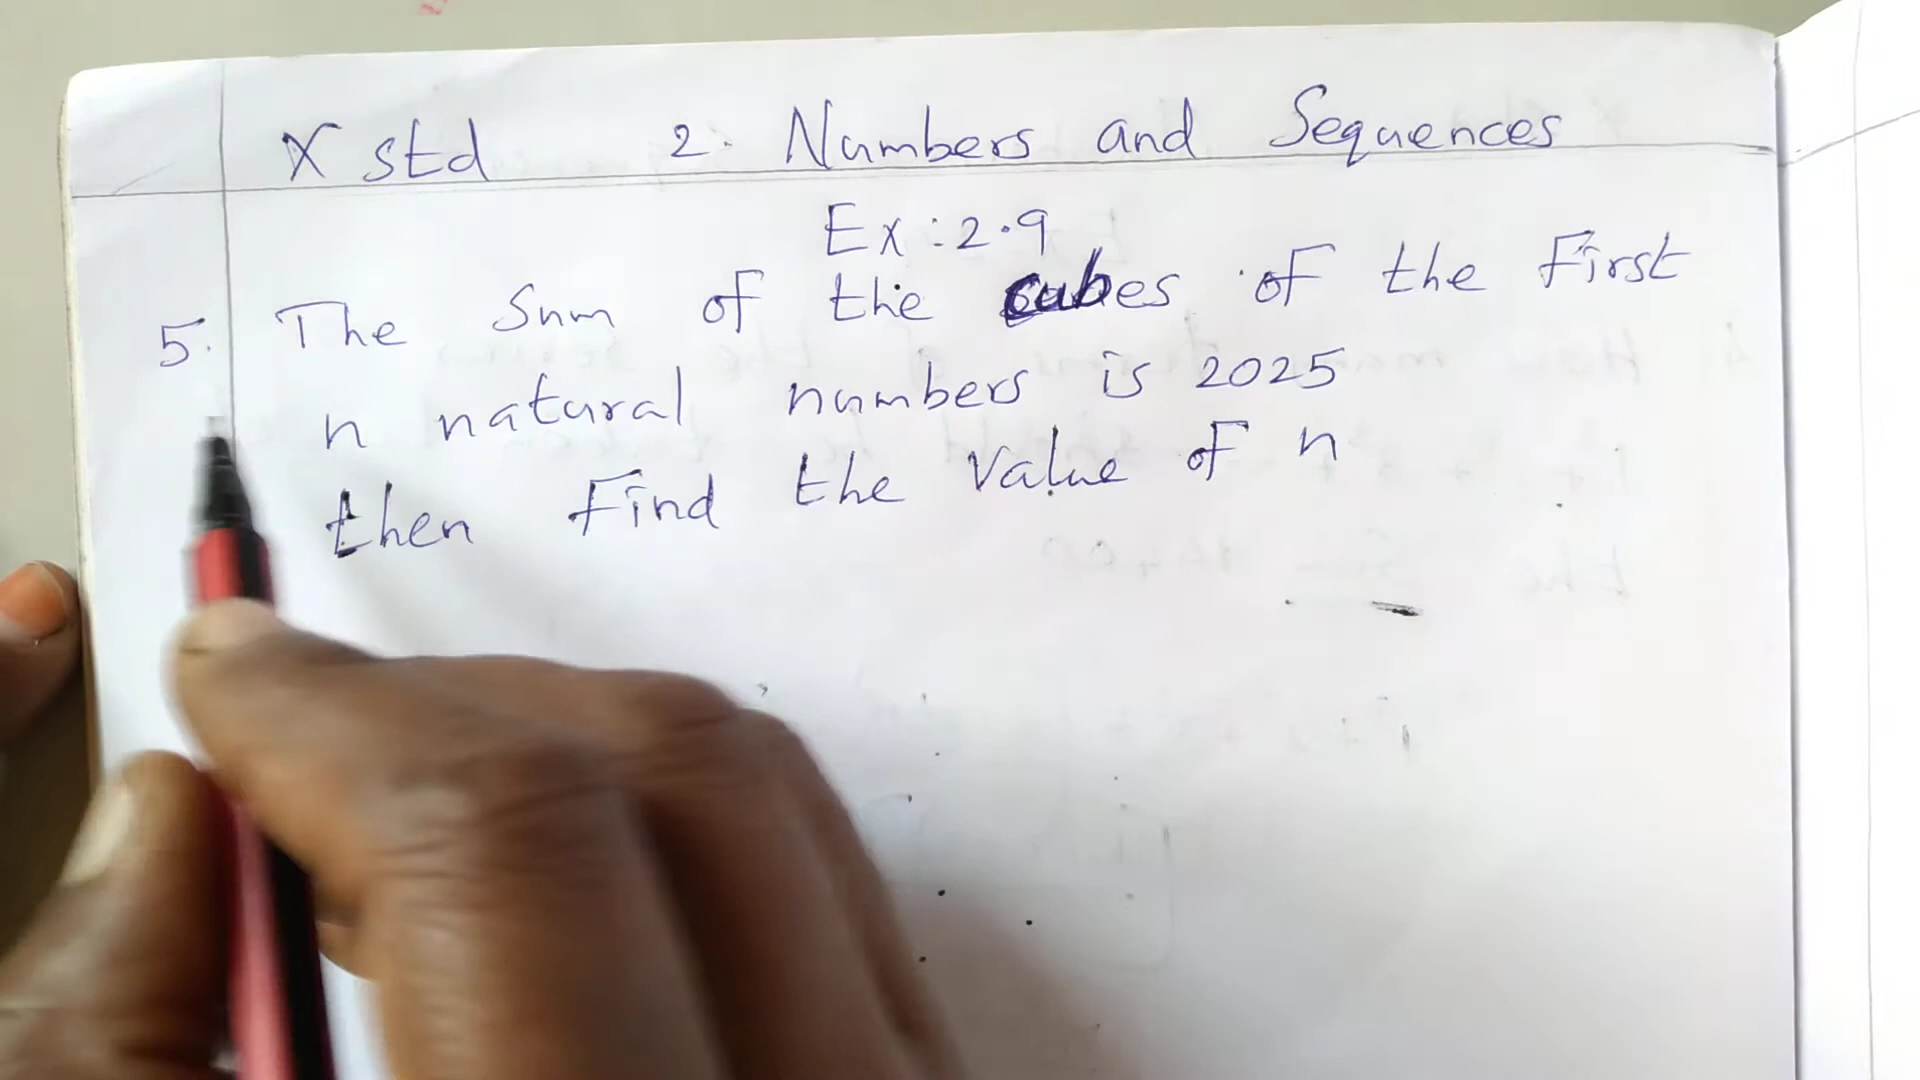 X std 2. Numbers and Sequences
Ex: 2.9
5. The Sum of the cubes of the First
n natural numbers is 2025
then Find the Value of n